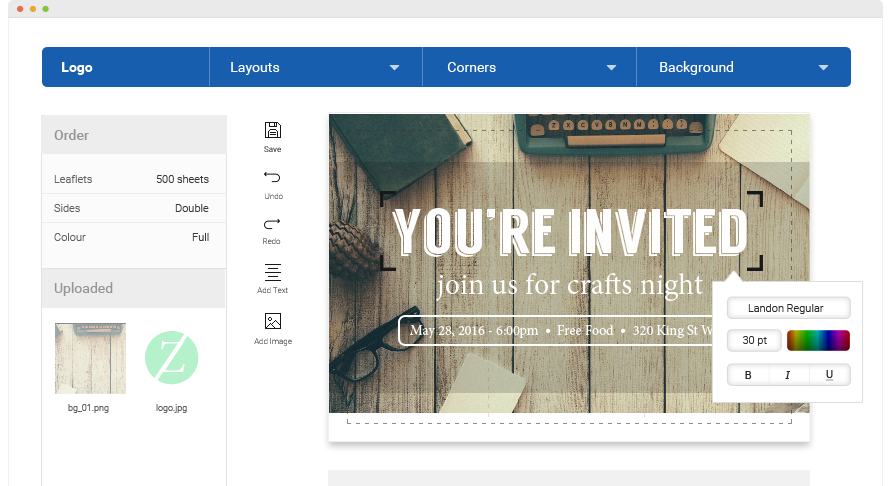 Logo
Layouts
Corners
Background
Order
Leaflets 500 sheets
Sides Double
Colour Full
Uploaded
Z
bg_01.png
logo.jpg
Save
Undo
Redo
Add Text
Add Image
YOU'RE INVITED
join us for crafts night
May 28, 2016 - 6:00pm • Free Food • 320 King St W
Landon Regular
30 pt
B I U